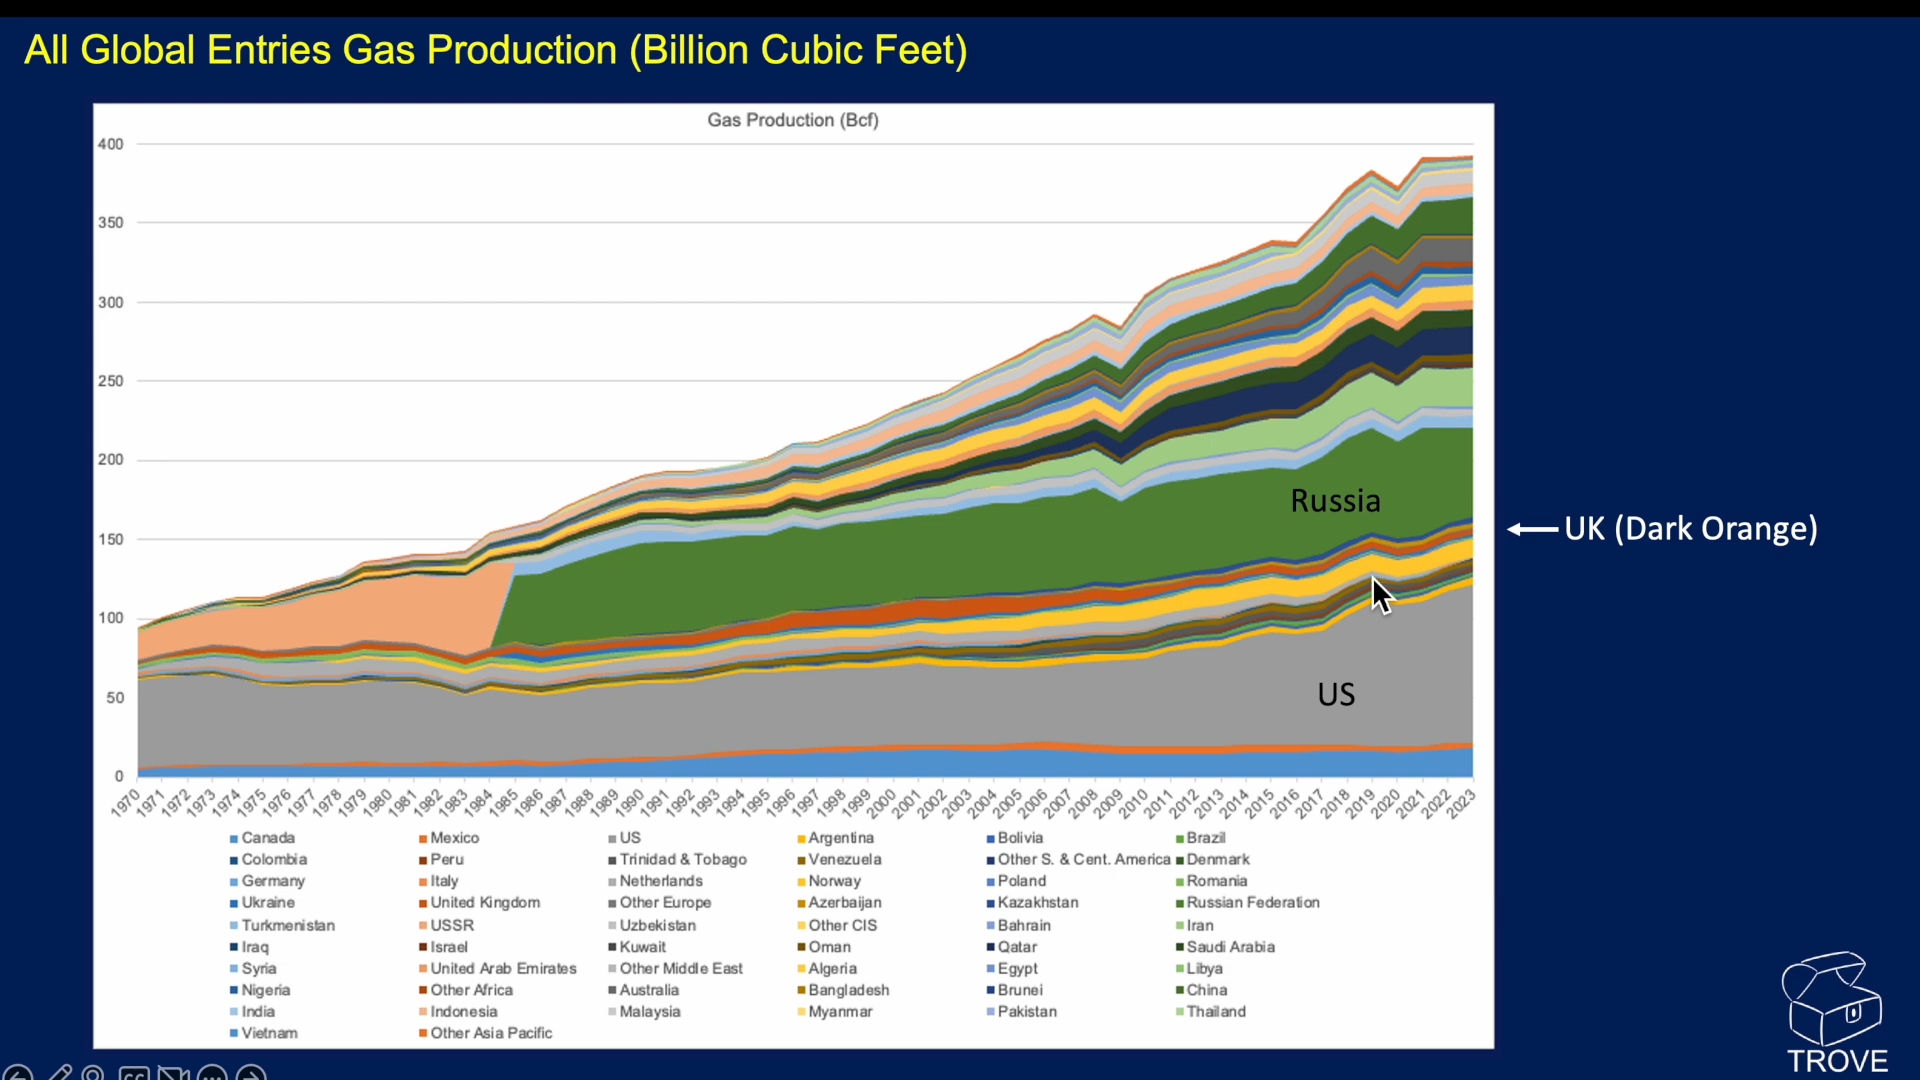 All Global Entries Gas Production (Billion Cubic Feet)
Gas Production (Bcf)
400
350
300
250
200
150
100
50
0
Russia
US
UK (Dark Orange)
1970 1971 1972 1973 1974 1975 1976 1977 1978 1979 1980 1981 1982 1983 1984 1985 1986 1987 1988 1989 1990 1991 1992 1993 1994 1995 1996 1997 1998 1999 2000 2001 2002 2003 2004 2005 2006 2007 2008 2009 2010 2011 2012 2013 2014 2015 2016 2017 2018 2019 2020 2021 2022 2023
Canada Mexico US Argentina Bolivia Brazil
Colombia Peru Trinidad & Tobago Venezuela Other S. & Cent. America Denmark
Germany Italy Netherlands Norway Poland Romania
Ukraine United Kingdom Other Europe Azerbaijan Kazakhstan Russian Federation
Turkmenistan USSR Uzbekistan Other CIS Bahrain Iran
Iraq Israel Kuwait Oman Qatar Saudi Arabia
Syria United Arab Emirates Other Middle East Algeria Egypt Libya
Nigeria Other Africa Australia Bangladesh Brunei China
India Indonesia Malaysia Myanmar Pakistan Thailand
Vietnam Other Asia Pacific
TROVE
CC